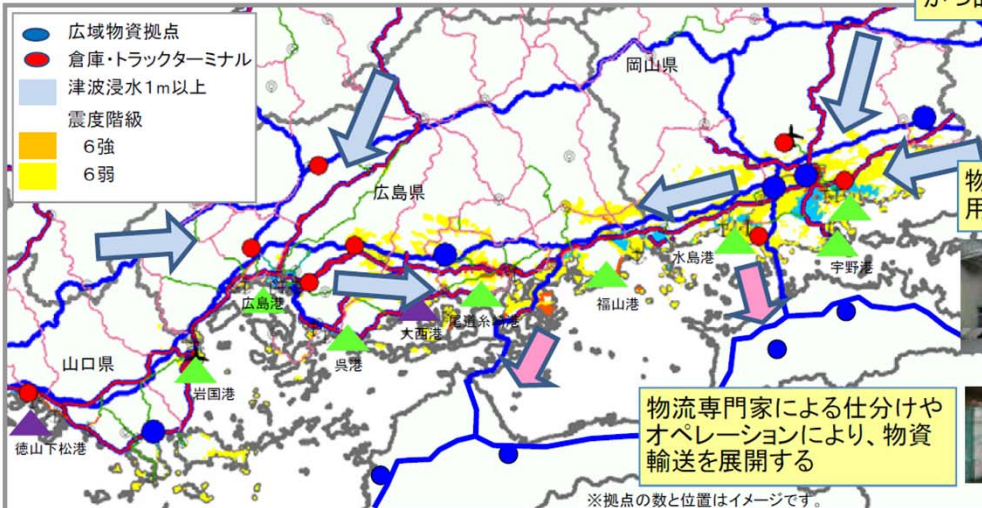 広域物資拠点
倉庫・トラックターミナル
津波浸水1m以上
震度階級
6強
6弱
岡山県
広島県
山口県
物
用
水島港
宇野港
福山港
広島港
大西港
尾道糸崎港
呉港
岩国港
徳山下松港
物流専門家による仕分けや
オペレーションにより、物資
輸送を展開する
※拠点の数と位置はイメージです。